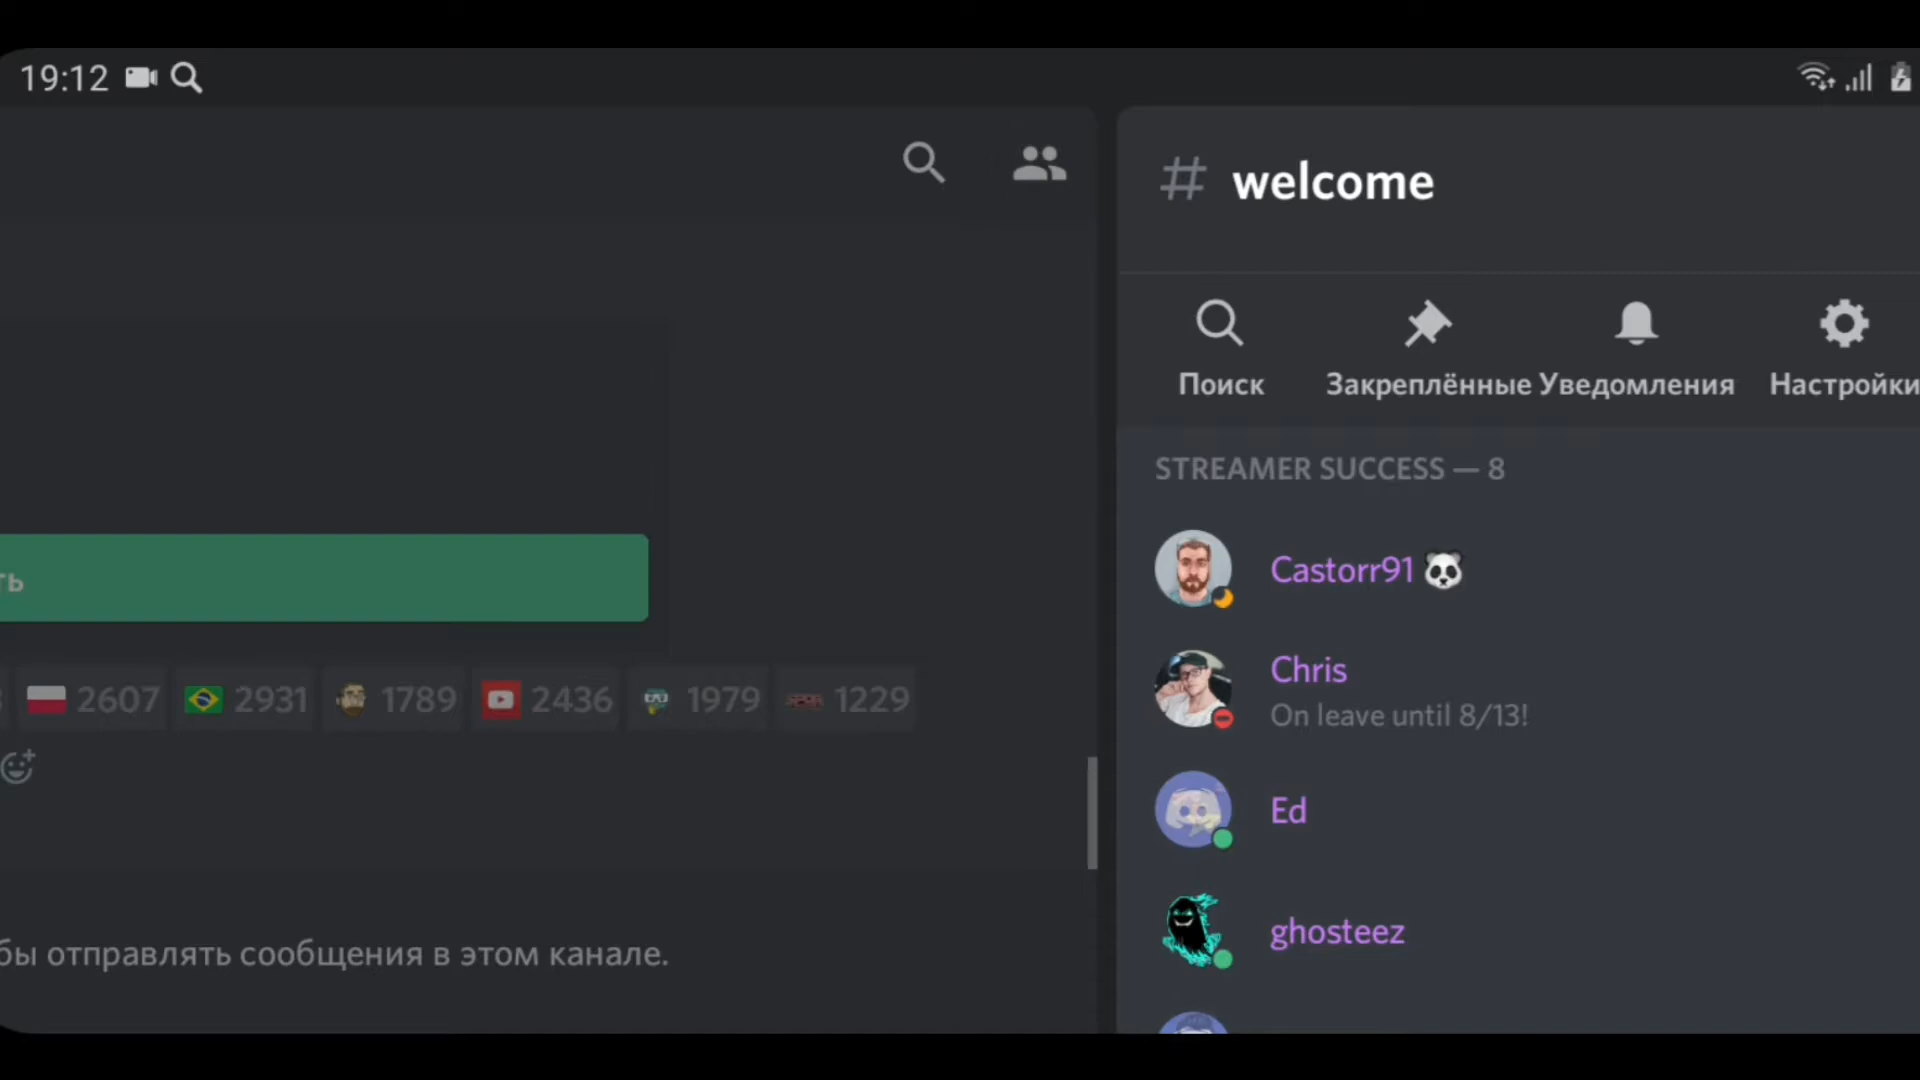 19:12
ть
2607 2931 1789 2436 1979 1229
бы отправлять сообщения в этом канале.
# welcome
Поиск Закреплённые Уведомления Настройки
STREAMER SUCCESS — 8
Castorr91
Chris
On leave until 8/13!
Ed
ghosteez